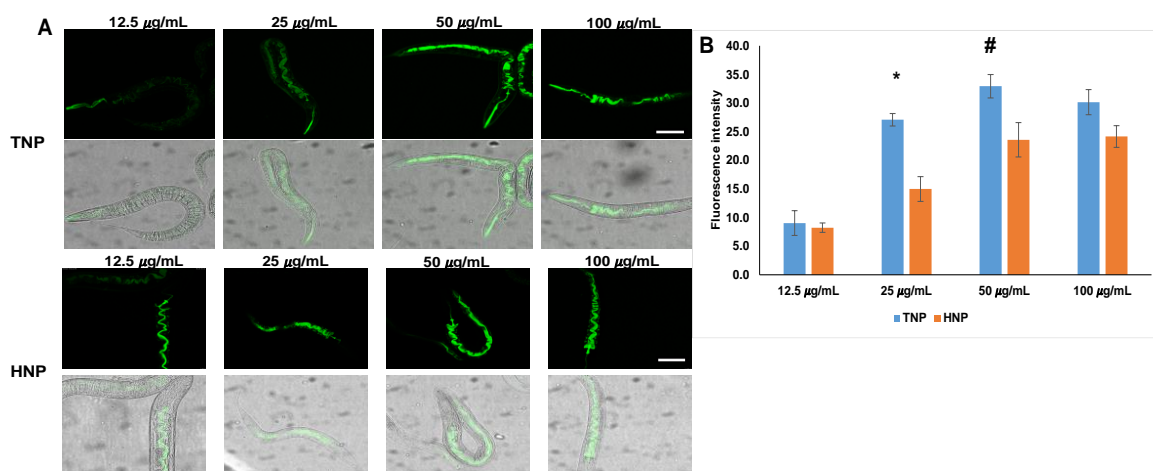 A
12.5 µg/mL 25 µg/mL 50 µg/mL 100 µg/mL
TNP
12.5 µg/mL 25 µg/mL 50 µg/mL 100 µg/mL
HNP
B
Fluorescence intensity
40.0
35.0
30.0
25.0
20.0
15.0
10.0
5.0
0.0
*
#
12.5 µg/mL 25 µg/mL 50 µg/mL 100 µg/mL
TNP HNP